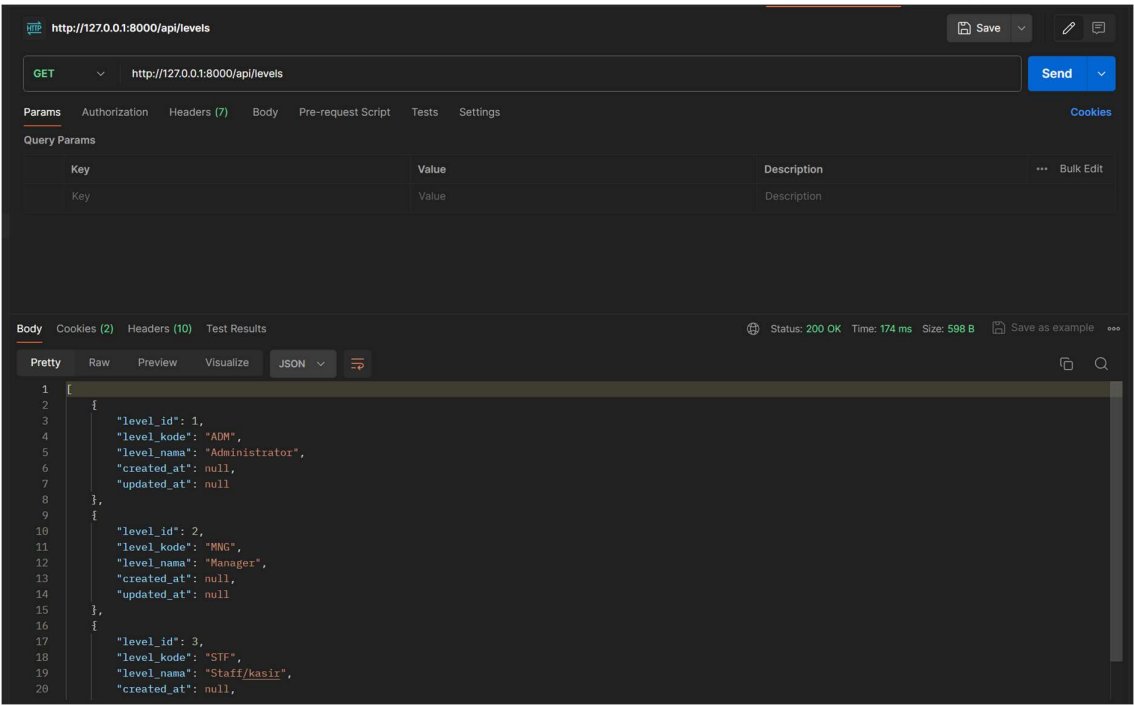 HTTP http://127.0.0.1:8000/api/levels Save
GET http://127.0.0.1:8000/api/levels Send
Params Authorization Headers (7) Body Pre-request Script Tests Settings Cookies
Query Params
Key Value Description ••• Bulk Edit
Key Value Description
Body Cookies (2) Headers (10) Test Results Status: 200 OK Time: 174 ms Size: 598 B Save as example
Pretty Raw Preview Visualize JSON
1 [
2 {
3 "level_id": 1,
4 "level_kode": "ADM",
5 "level_nama": "Administrator",
6 "created_at": null,
7 "updated_at": null
8 },
9 {
10 "level_id": 2,
11 "level_kode": "MNG",
12 "level_nama": "Manager",
13 "created_at": null,
14 "updated_at": null
15 },
16 {
17 "level_id": 3,
18 "level_kode": "STF",
19 "level_nama": "Staff/kasir",
20 "created_at": null,